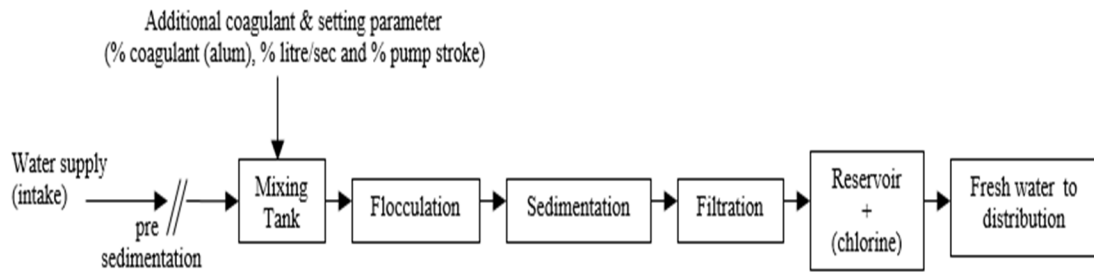 Additional coagulant & setting parameter
(% coagulant (alum), % litre/sec and % pump stroke)
Water supply
(intake)
pre
sedimentation
Mixing
Tank
Flocculation
Sedimentation
Filtration
Reservoir
+
(chlorine)
Fresh water to
distribution